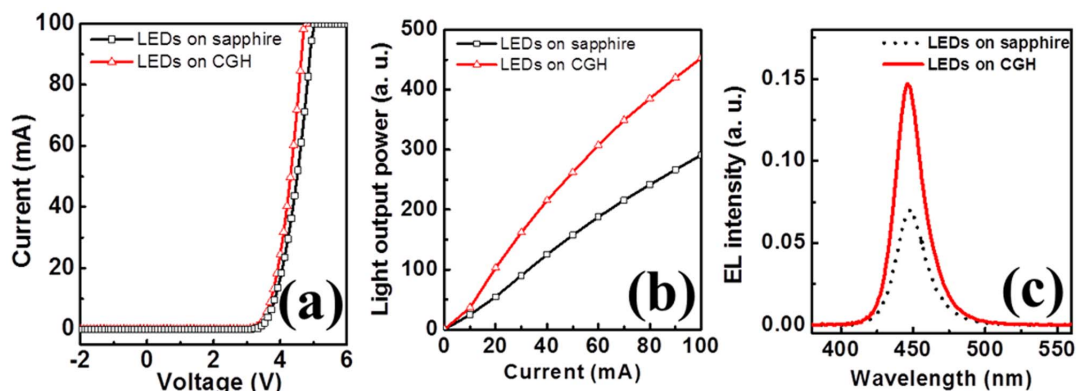 100
80
60
40
20
0
Current (mA)
LEDs on sapphire
LEDs on CGH
(a)
-2
0
2
4
6
Voltage (V)
500
400
300
200
100
0
Light output power (a. u.)
LEDs on sapphire
LEDs on CGH
(b)
0
20
40
60
80
100
Current (mA)
0.15
0.10
0.05
0.00
EL intensity (a. u.)
LEDs on sapphire
LEDs on CGH
(c)
400
450
500
550
Wavelength (nm)